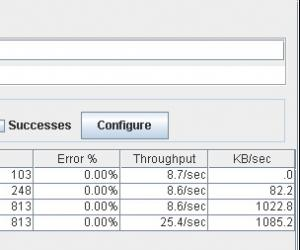 Successes Configure
Error % Throughput KB/sec
103 0.00% 8.7/sec .0
248 0.00% 8.6/sec 82.2
813 0.00% 8.6/sec 1022.8
813 0.00% 25.4/sec 1085.2